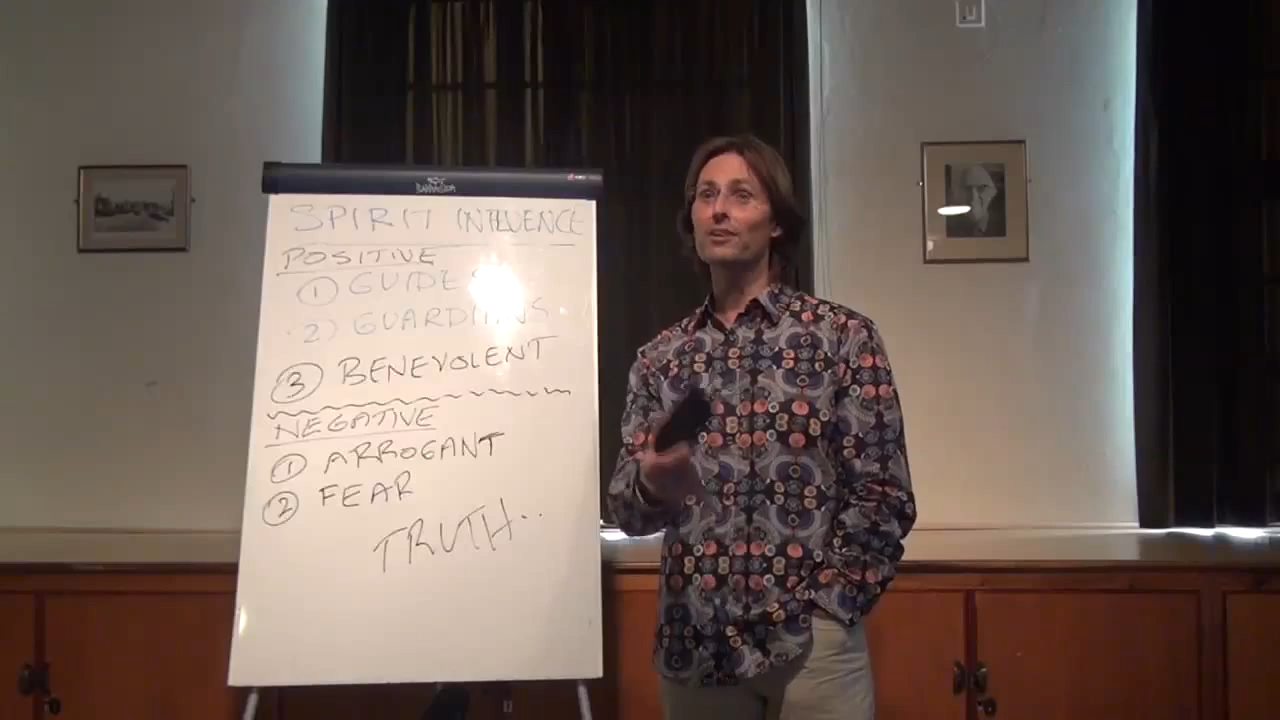 SPIRIT INFLUENCE
POSITIVE
① GUIDES
2) GUARDIANS
③ BENEVOLENT
NEGATIVE
① ARROGANT
② FEAR
TRUTH..